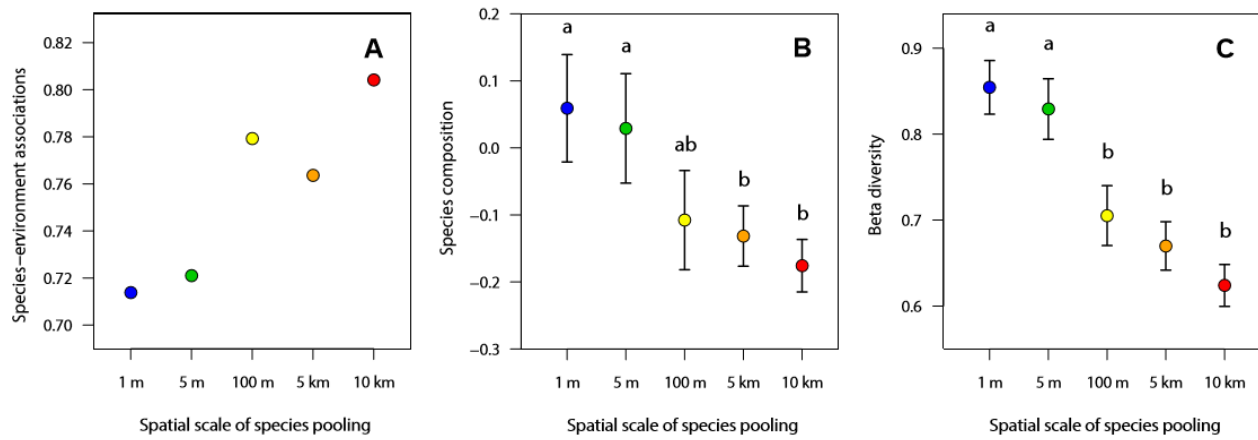 A
Species−environment associations
0.82
0.80
0.78
0.76
0.74
0.72
0.70
1 m 5 m 100 m 5 km 10 km
Spatial scale of species pooling
B
Species composition
0.2
0.1
0.0
−0.1
−0.2
−0.3
a a ab b b
1 m 5 m 100 m 5 km 10 km
Spatial scale of species pooling
C
Beta diversity
0.9
0.8
0.7
0.6
a a b b b
1 m 5 m 100 m 5 km 10 km
Spatial scale of species pooling